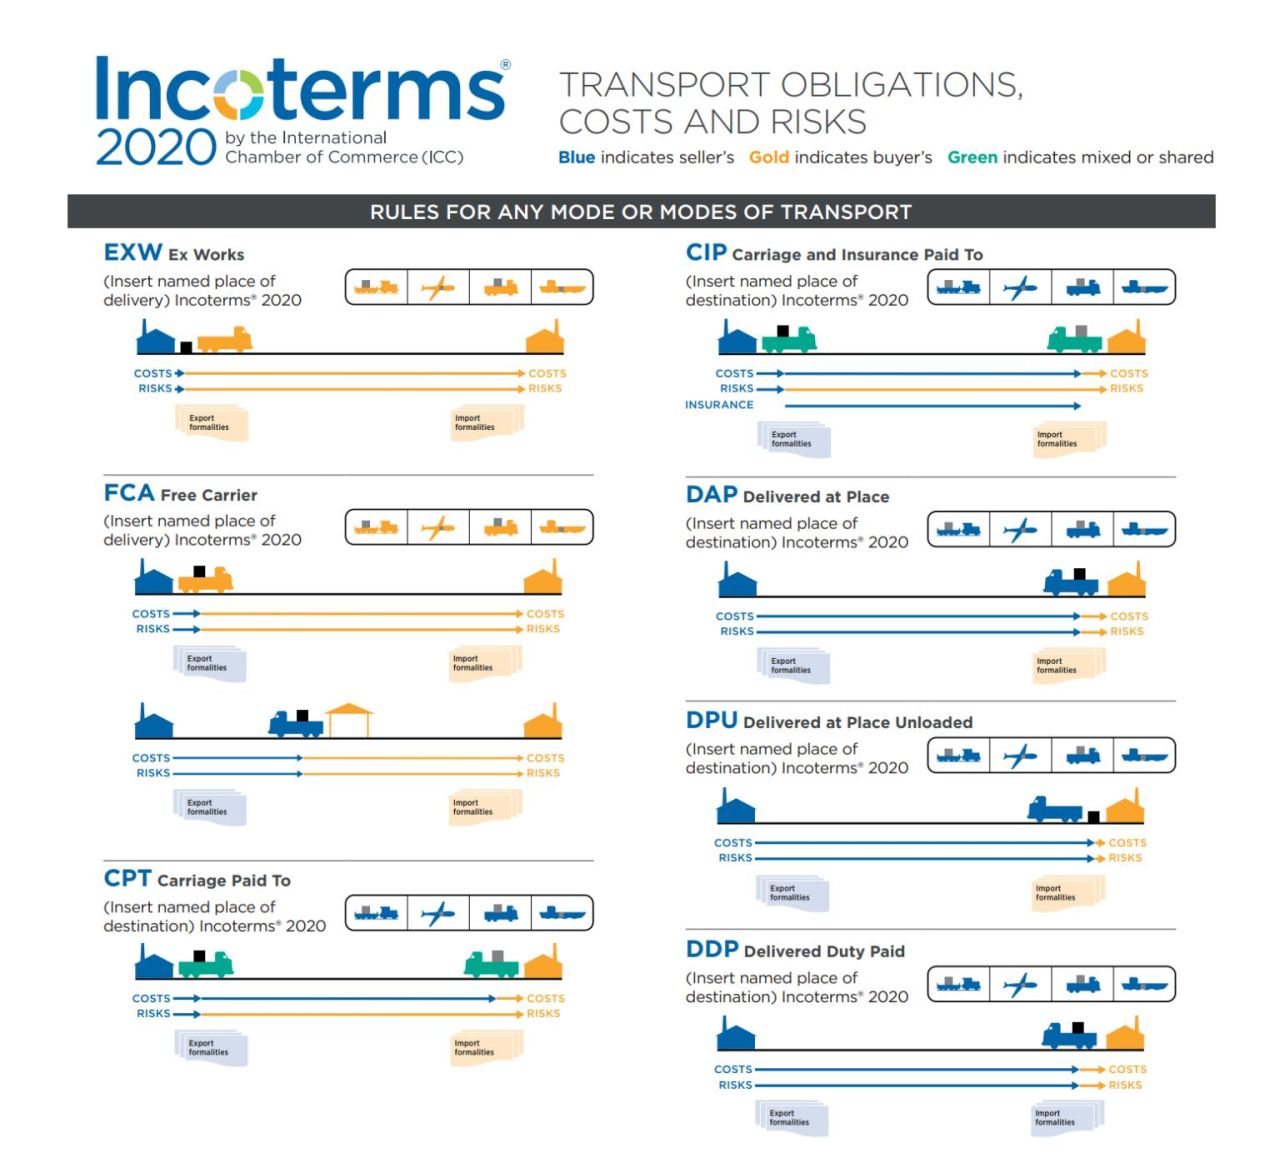 Incoterms®
2020 by the International
Chamber of Commerce (ICC)
TRANSPORT OBLIGATIONS,
COSTS AND RISKS
Blue indicates seller's Gold indicates buyer's Green indicates mixed or shared
RULES FOR ANY MODE OR MODES OF TRANSPORT
EXW Ex Works
(Insert named place of
delivery) Incoterms® 2020
COSTS COSTS
RISKS RISKS
Export
formalities
Import
formalities
FCA Free Carrier
(Insert named place of
delivery) Incoterms® 2020
COSTS COSTS
RISKS RISKS
Export
formalities
Import
formalities
COSTS COSTS
RISKS RISKS
Export
formalities
Import
formalities
CPT Carriage Paid To
(Insert named place of
destination) Incoterms® 2020
COSTS COSTS
RISKS RISKS
Export
formalities
Import
formalities
CIP Carriage and Insurance Paid To
(Insert named place of
destination) Incoterms® 2020
COSTS COSTS
RISKS RISKS
INSURANCE
Export
formalities
Import
formalities
DAP Delivered at Place
(Insert named place of
destination) Incoterms® 2020
COSTS COSTS
RISKS RISKS
Export
formalities
Import
formalities
DPU Delivered at Place Unloaded
(Insert named place of
destination) Incoterms® 2020
COSTS COSTS
RISKS RISKS
Export
formalities
Import
formalities
DDP Delivered Duty Paid
(Insert named place of
destination) Incoterms® 2020
COSTS COSTS
RISKS RISKS
Export
formalities
Import
formalities